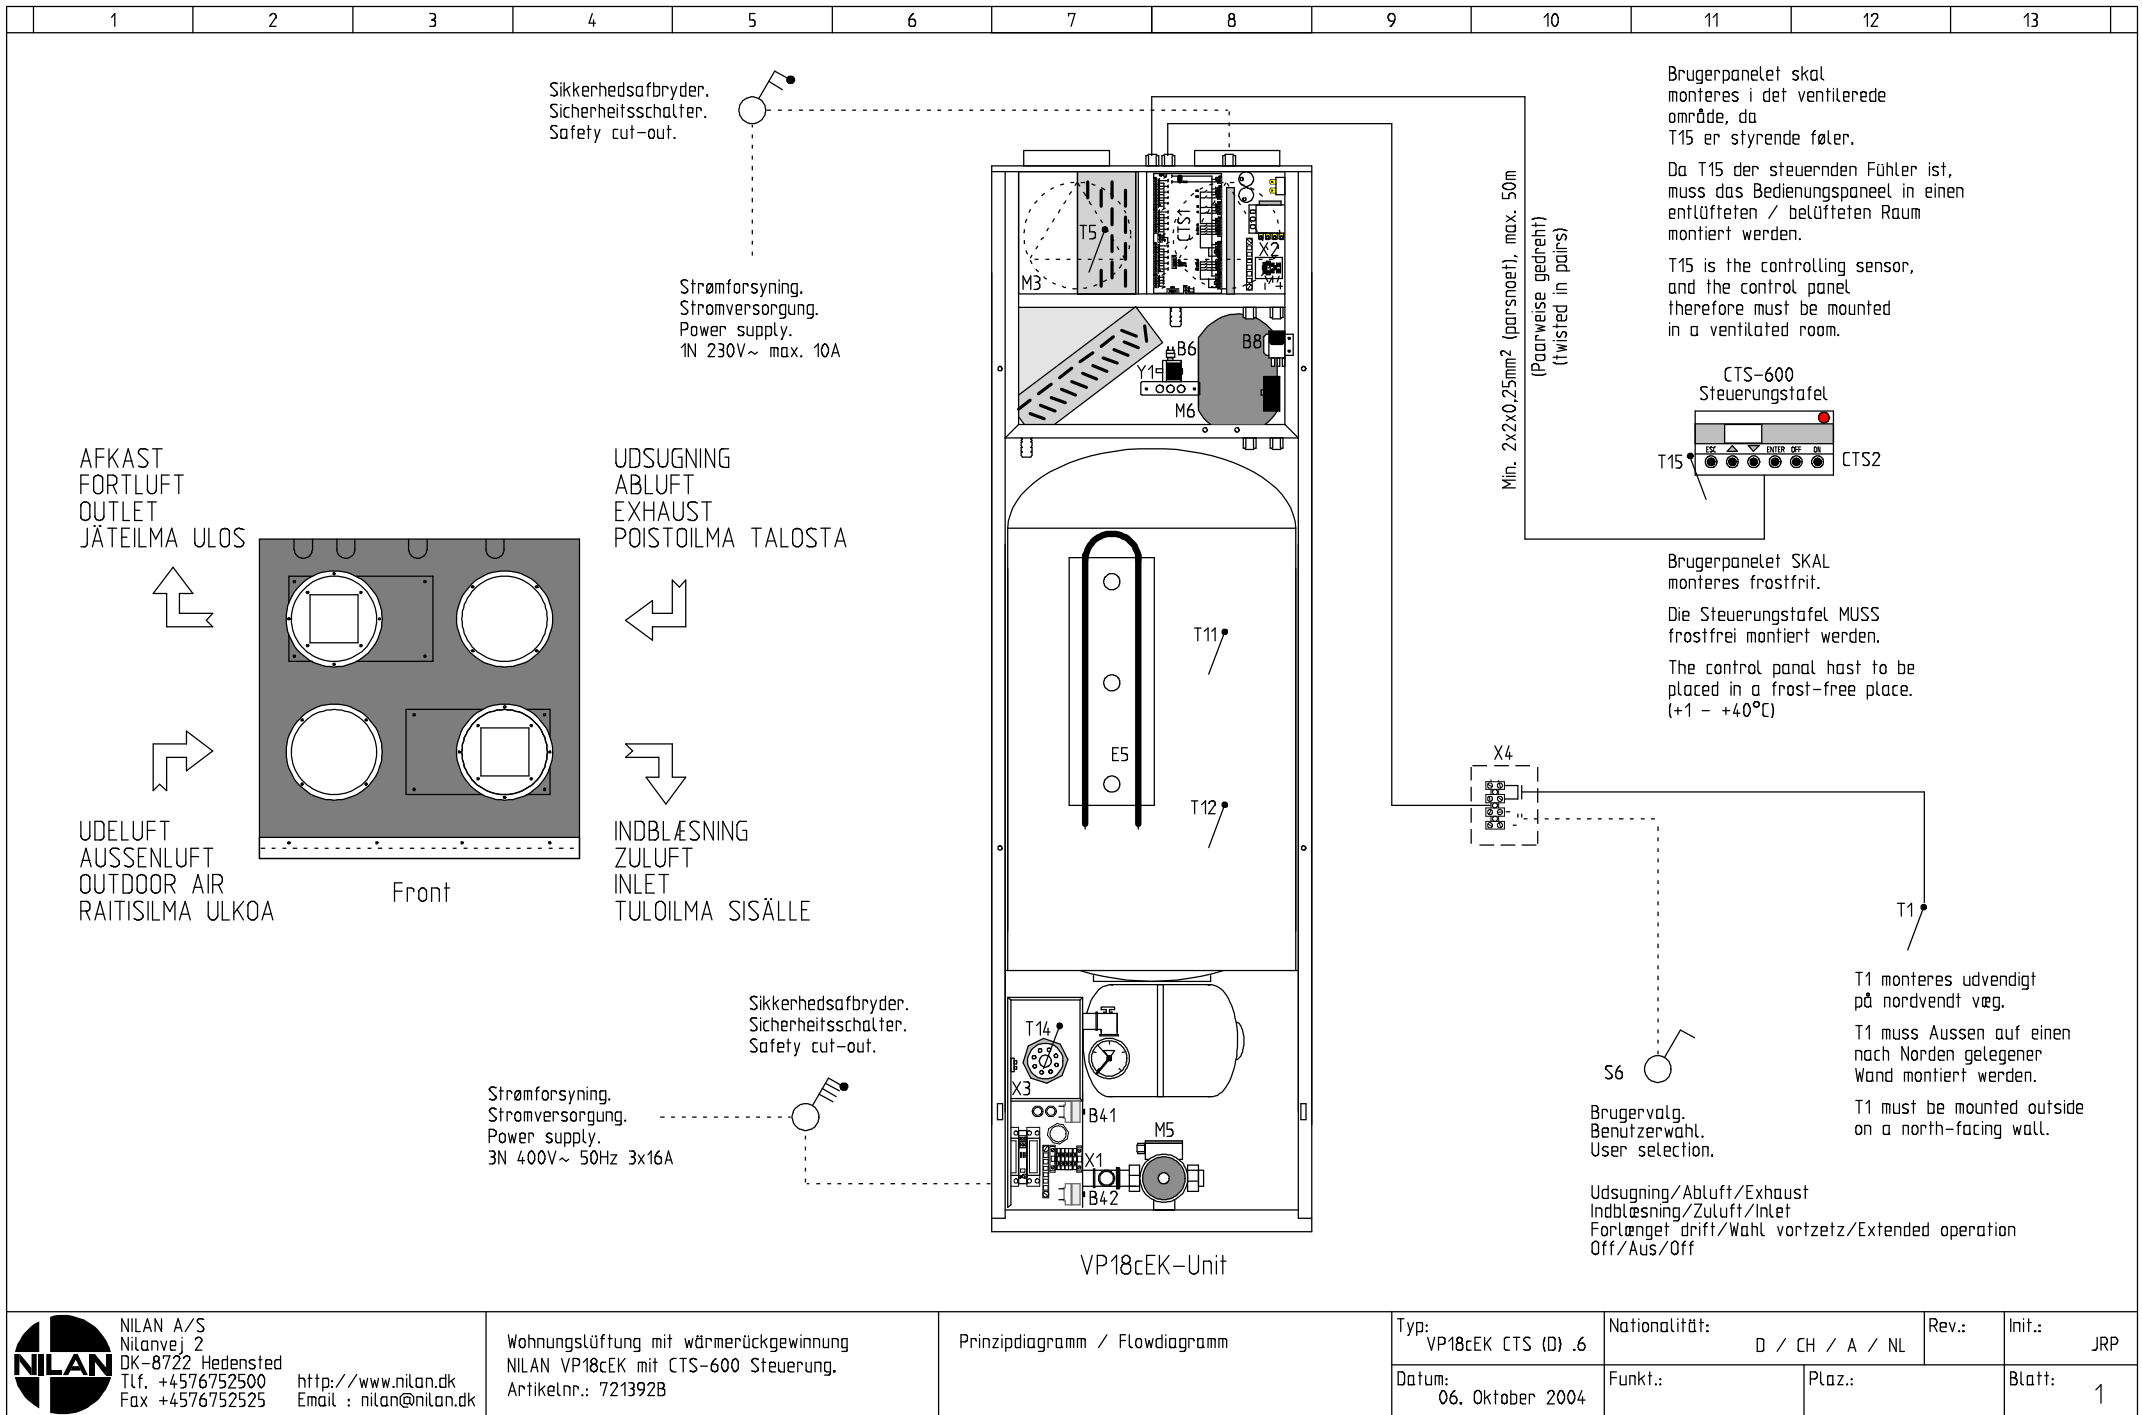 1 2 3 4 5 6 7 8 9 10 11 12 13
Sikkerhedsafbryder.
Sicherheitsschalter.
Safety cut-out.
Strømforsyning.
Stromversorgung.
Power supply.
1N 230V~ max. 10A
AFKAST
FORTLUFT
OUTLET
JÄTEILMA ULOS
UDSUGNING
ABLUFT
EXHAUST
POISTOILMA TALOSTA
UDELUFT
AUSSENLUFT
OUTDOOR AIR
RAITISILMA ULKOA
INDBLÆSNING
ZULUFT
INLET
TULOILMA SISÄLLE
Front
Sikkerhedsafbryder.
Sicherheitsschalter.
Safety cut-out.
Strømforsyning.
Stromversorgung.
Power supply.
3N 400V~ 50Hz 3x16A
T5
M3
CTS1
X2
B6
B8
Y1
M6
T11
E5
T12
T14
X3
B41
M5
X1
B42
VP18cEK-Unit
Min. 2x2x0,25mm² (parsnoet), max. 50m
(Paarweise gedreht)
(twisted in pairs)
Brugerpanelet skal
monteres i det ventilerede
område, da
T15 er styrende føler.
Da T15 der steuernden Fühler ist,
muss das Bedienungspaneel in einen
entlüfteten / belüfteten Raum
montiert werden.
T15 is the controlling sensor,
and the control panel
therefore must be mounted
in a ventilated room.
CTS-600
Steuerungstafel
ESC ENTER OFF ON
T15
CTS2
Brugerpanelet SKAL
monteres frostfrit.
Die Steuerungstafel MUSS
frostfrei montiert werden.
The control panal hast to be
placed in a frost-free place.
(+1 - +40°C)
X4
T1
T1 monteres udvendigt
på nordvendt væg.
T1 muss Aussen auf einen
nach Norden gelegener
Wand montiert werden.
T1 must be mounted outside
on a north-facing wall.
S6
Brugervalg.
Benutzerwahl.
User selection.
Udsugning/Abluft/Exhaust
Indblæsning/Zuluft/Inlet
Forlænget drift/Wahl vortzetz/Extended operation
Off/Aus/Off
NILAN
NILAN A/S
Nilanvej 2
DK-8722 Hedensted
Tlf. +4576752500 http://www.nilan.dk
Fax +4576752525 Email : nilan@nilan.dk
Wohnungslüftung mit wärmerückgewinnung
NILAN VP18cEK mit CTS-600 Steuerung.
Artikelnr.: 721392B
Prinzipdiagramm / Flowdiagramm
Typ:
VP18cEK CTS (D) .6
Nationalität:
D / CH / A / NL
Rev.:
Init.:
JRP
Datum:
06. Oktober 2004
Funkt.:
Plaz.:
Blatt:
1